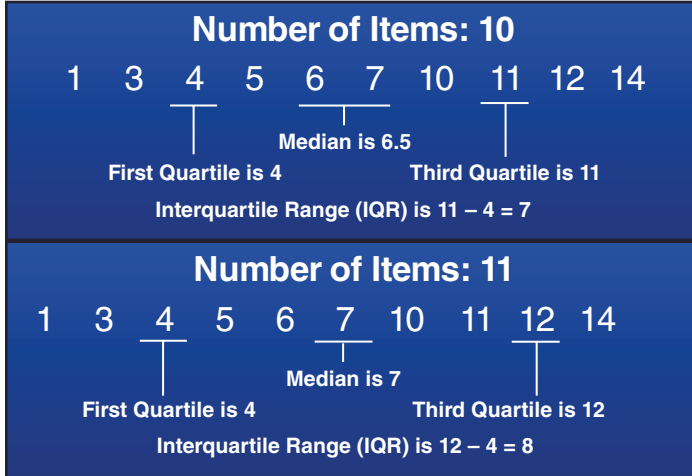 Number of Items: 10
1 3 4 5 6 7 10 11 12 14
Median is 6.5
First Quartile is 4 Third Quartile is 11
Interquartile Range (IQR) is 11 – 4 = 7
Number of Items: 11
1 3 4 5 6 7 10 11 12 14
Median is 7
First Quartile is 4 Third Quartile is 12
Interquartile Range (IQR) is 12 – 4 = 8